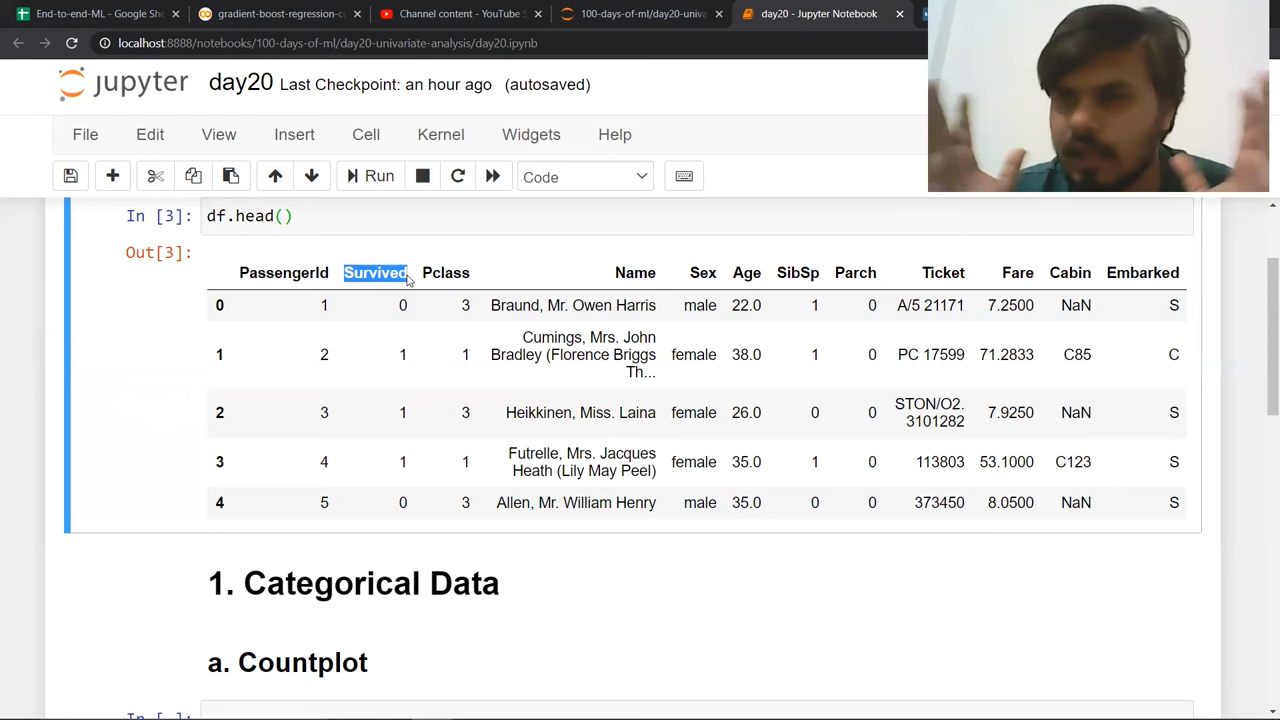 End-to-end-ML - Google She
gradient-boost-regression-c
Channel content - YouTube S
100-days-of-ml/day20-univa
day20 - Jupyter Notebook
localhost:8888/notebooks/100-days-of-ml/day20-univariate-analysis/day20.ipynb
jupyter day20 Last Checkpoint: an hour ago (autosaved)
File Edit View Insert Cell Kernel Widgets Help
Run Code
In [3]: df.head()
Out[3]:
PassengerId Survived Pclass Name Sex Age SibSp Parch Ticket Fare Cabin Embarked
0 1 0 3 Braund, Mr. Owen Harris male 22.0 1 0 A/5 21171 7.2500 NaN S
Cumings, Mrs. John
1 2 1 1 Bradley (Florence Briggs female 38.0 1 0 PC 17599 71.2833 C85 C
Th...
2 3 1 3 Heikkinen, Miss. Laina female 26.0 0 0 STON/O2. 7.9250 NaN S
3101282
Futrelle, Mrs. Jacques
3 4 1 1 Heath (Lily May Peel) female 35.0 1 0 113803 53.1000 C123 S
4 5 0 3 Allen, Mr. William Henry male 35.0 0 0 373450 8.0500 NaN S
1. Categorical Data
a. Countplot
In [ ]: